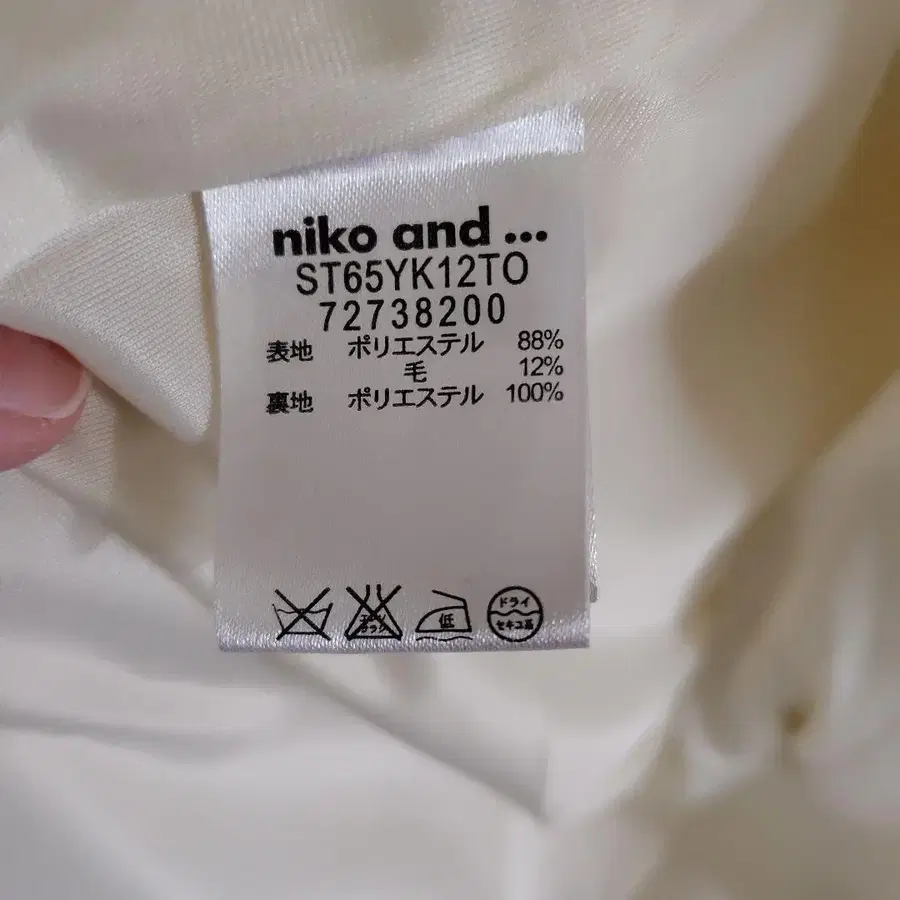 niko and ...
ST65YK12TO
72738200
表地 ポリエステル 88%
毛 12%
裏地 ポリエステル 100%
低
ドライ
セキユ系